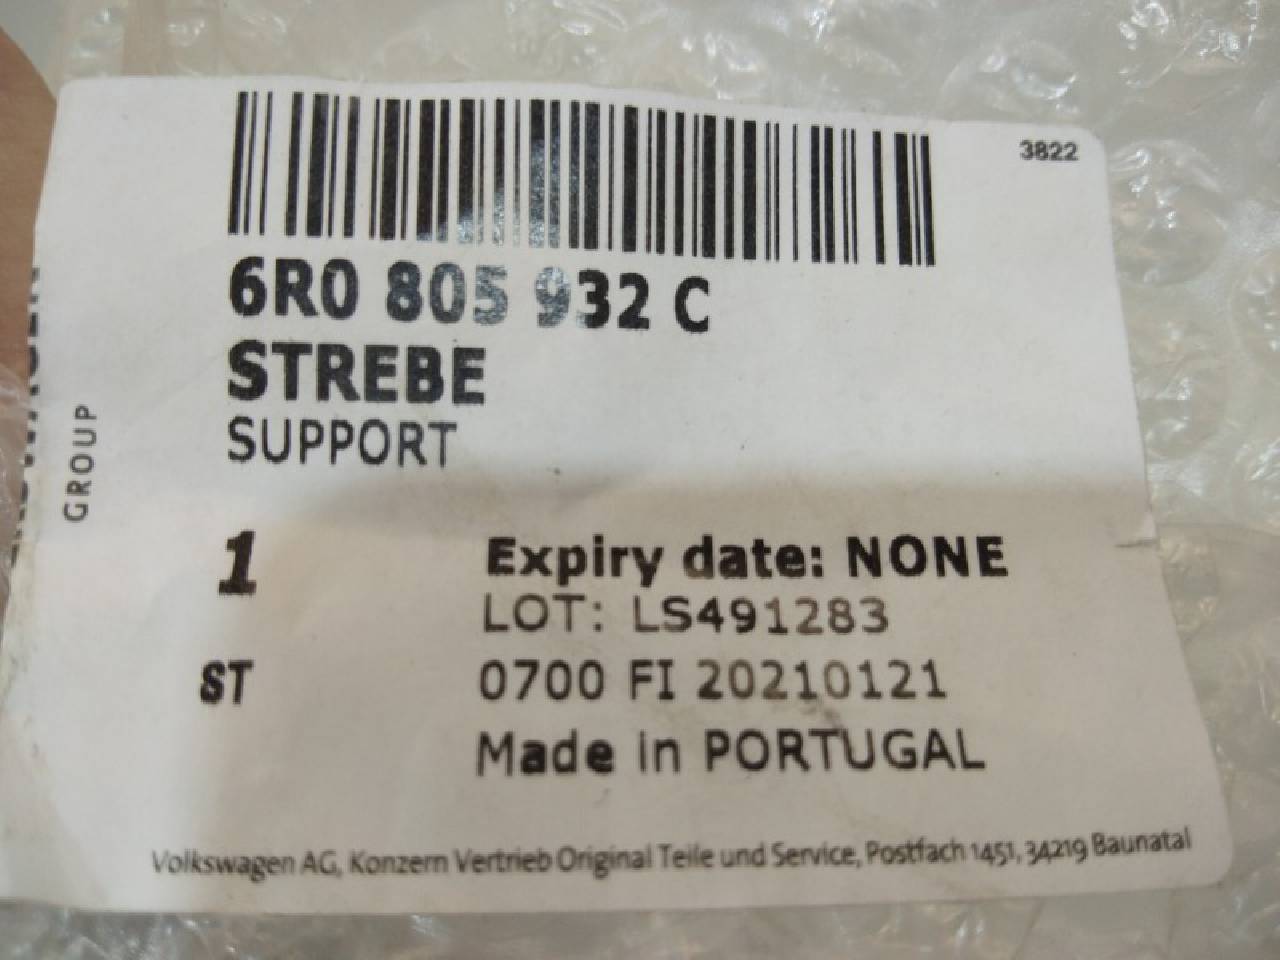 3822
6R0 805 932 C
STREBE
SUPPORT
GROUP
1
Expiry date: NONE
LOT: LS491283
ST
0700 FI 20210121
Made in PORTUGAL
Volkswagen AG, Konzern Vertrieb Original Teile und Service, Postfach 1451, 34219 Baunatal